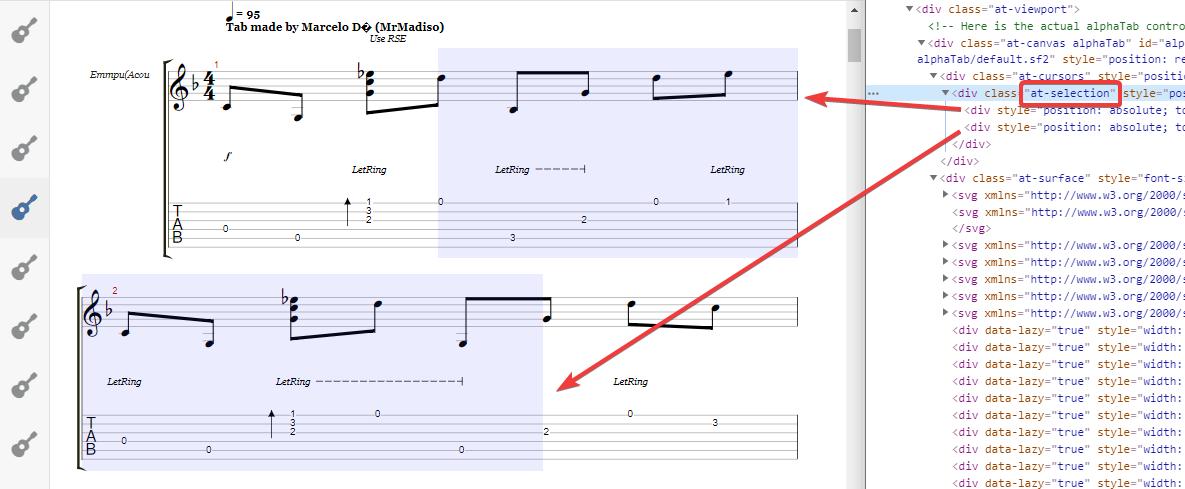 = 95
Tab made by Marcelo D� (MrMadiso)
Use RSE
Emmpu(Acou
1
4
4
f
LetRing
LetRing
LetRing
T
A
B
0
0
1
3
2
0
3
2
0
1
2
LetRing
LetRing
LetRing
T
A
B
0
0
1
3
2
0
0
2
0
3
▼<div class="at-viewport">
<!-- Here is the actual alphaTab contro
▼<div class="at-canvas alphaTab" id="alp
alphaTab/default.sf2" style="position: re
▼<div class="at-cursors" style="positio
▼<div class="at-selection" style="pos
<div style="position: absolute; to
<div style="position: absolute; to
</div>
</div>
▼<div class="at-surface" style="font-si
▶<svg xmlns="http://www.w3.org/2000/s
<svg xmlns="http://www.w3.org/2000/s
</svg>
▶<svg xmlns="http://www.w3.org/2000/s
▶<svg xmlns="http://www.w3.org/2000/s
▶<svg xmlns="http://www.w3.org/2000/s
▶<svg xmlns="http://www.w3.org/2000/s
▶<svg xmlns="http://www.w3.org/2000/s
<div data-lazy="true" style="width:
<div data-lazy="true" style="width:
<div data-lazy="true" style="width:
<div data-lazy="true" style="width:
<div data-lazy="true" style="width:
<div data-lazy="true" style="width:
<div data-lazy="true" style="width:
<div data-lazy="true" style="width:
<div data-lazy="true" style="width:
<div data-lazy="true" style="width: